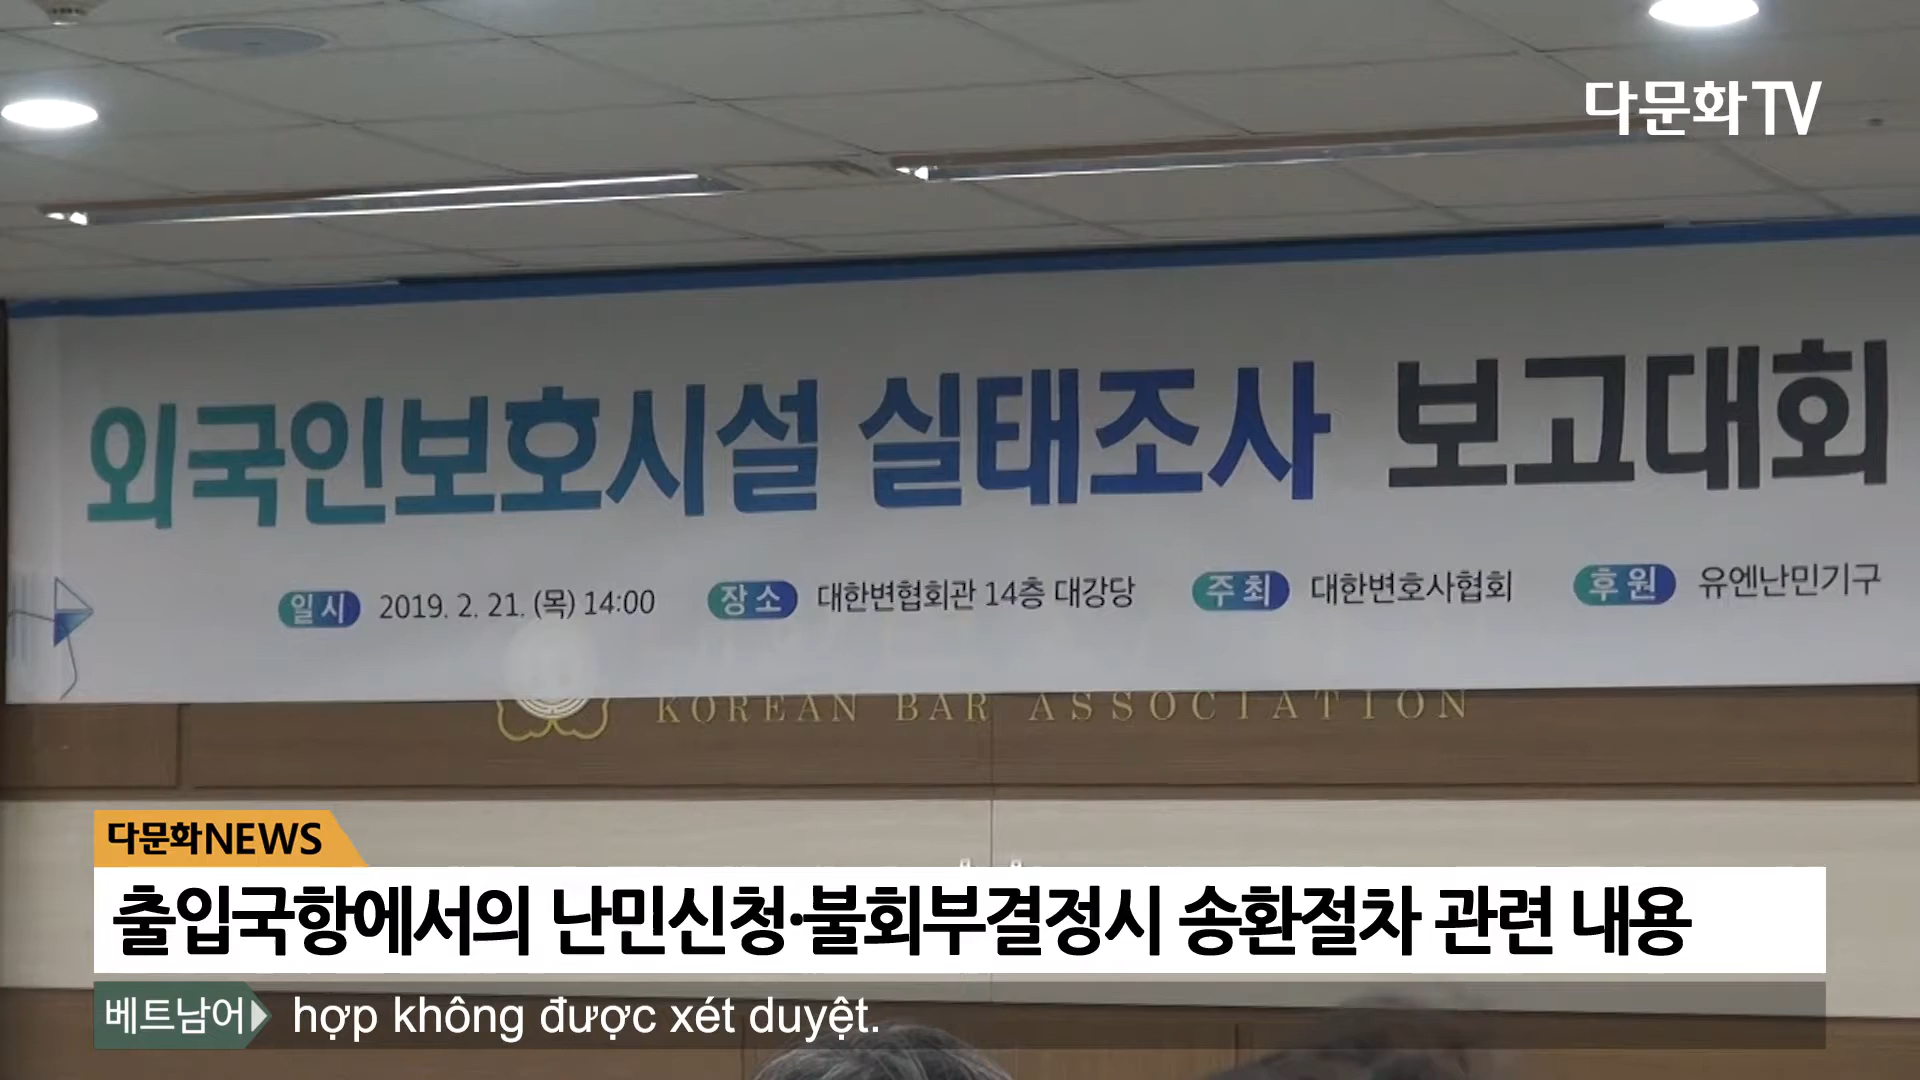 다문화TV
외국인보호시설 실태조사 보고대회
일시 2019. 2. 21. (목) 14:00 장소 대한변협회관 14층 대강당 주최 대한변호사협회 후원 유엔난민기구
KOREAN BAR ASSOCIATION
다문화NEWS
출입국항에서의 난민신청·불회부결정시 송환절차 관련 내용
베트남어 hợp không được xét duyệt.